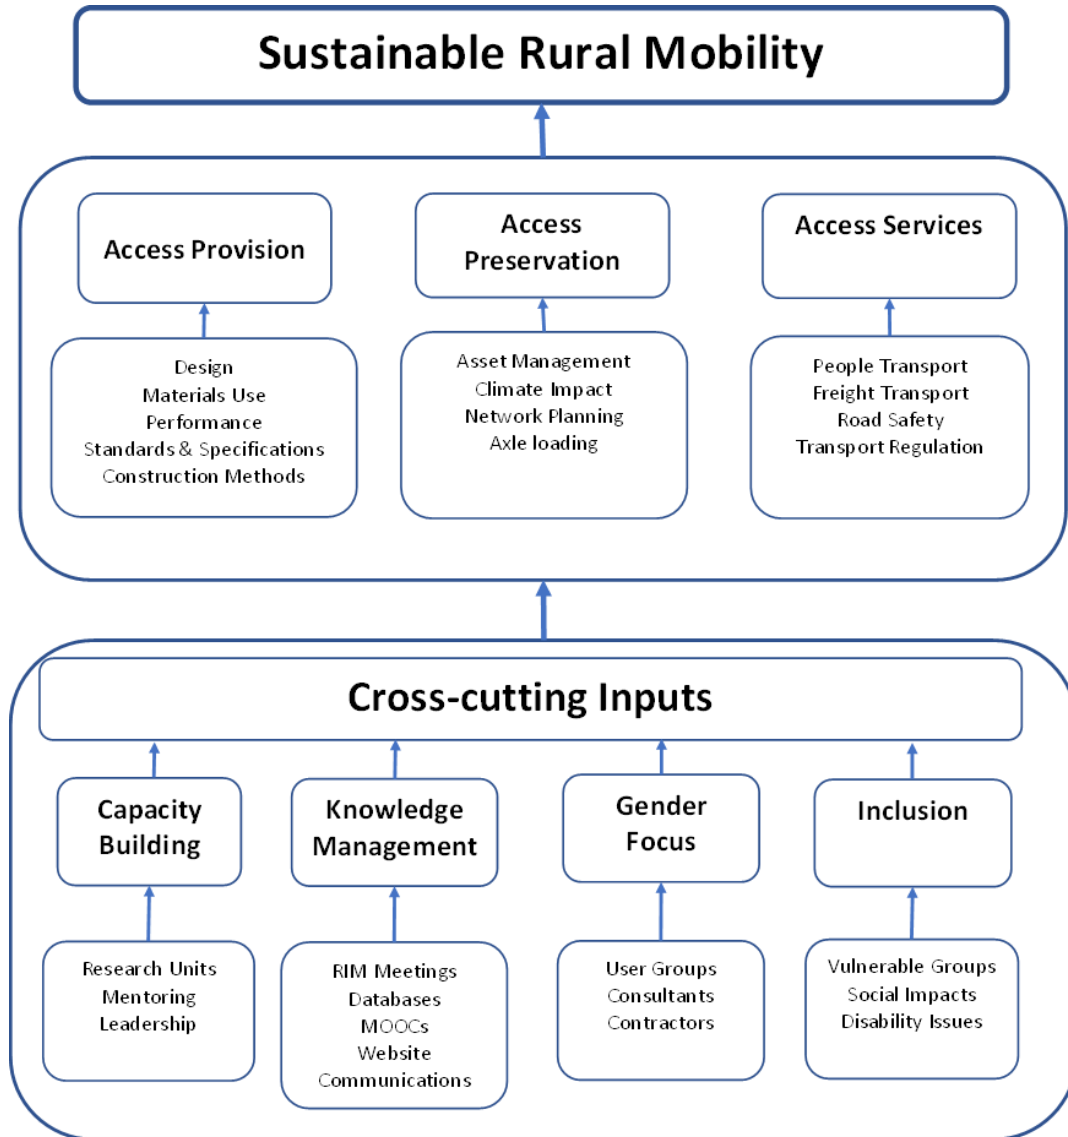 Sustainable Rural Mobility
Access Provision
Access
Preservation
Access Services
Design
Materials Use
Performance
Standards & Specifications
Construction Methods
Asset Management
Climate Impact
Network Planning
Axle loading
People Transport
Freight Transport
Road Safety
Transport Regulation
Cross-cutting Inputs
Capacity
Building
Knowledge
Management
Gender
Focus
Inclusion
Research Units
Mentoring
Leadership
RIM Meetings
Databases
MOOCs
Website
Communications
User Groups
Consultants
Contractors
Vulnerable Groups
Social Impacts
Disability Issues